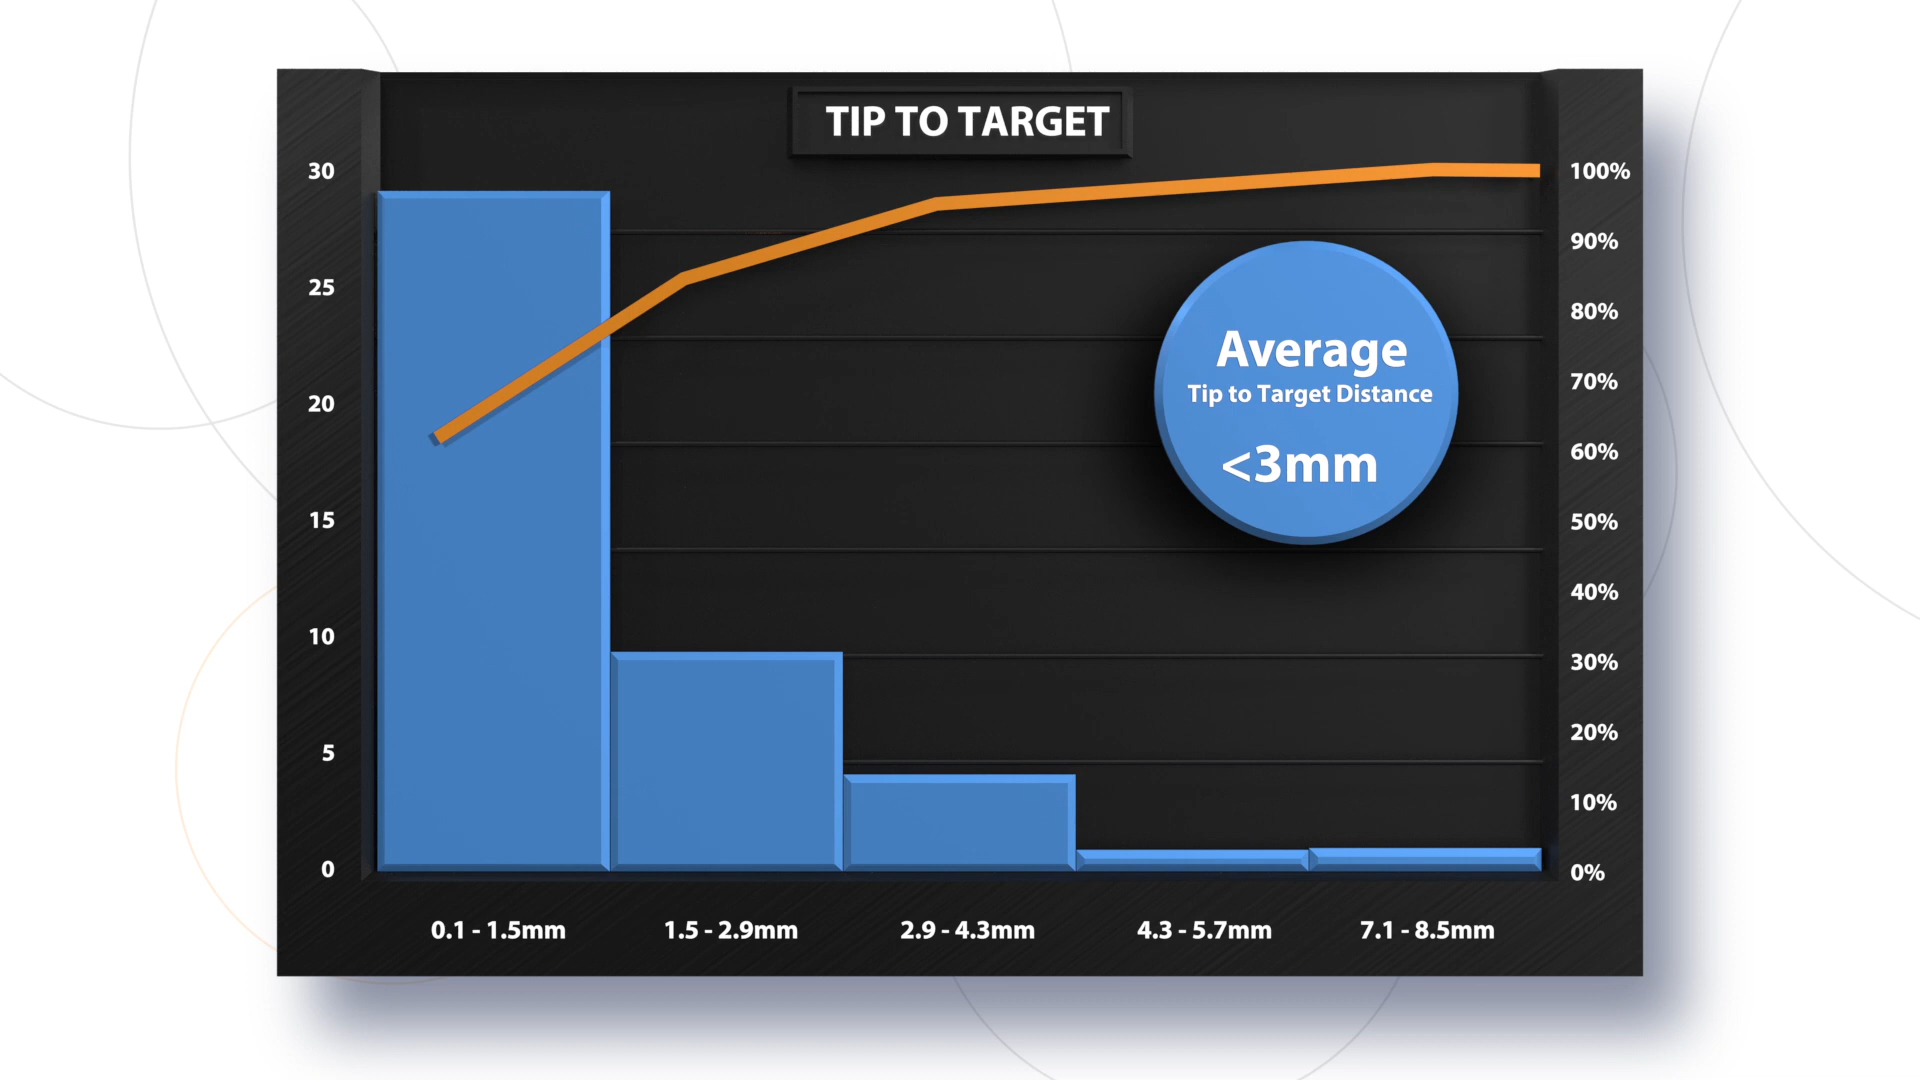 TIP TO TARGET
30
25
20
15
10
5
0
100%
90%
80%
70%
60%
50%
40%
30%
20%
10%
0%
Average
Tip to Target Distance
<3mm
0.1 - 1.5mm
1.5 - 2.9mm
2.9 - 4.3mm
4.3 - 5.7mm
7.1 - 8.5mm